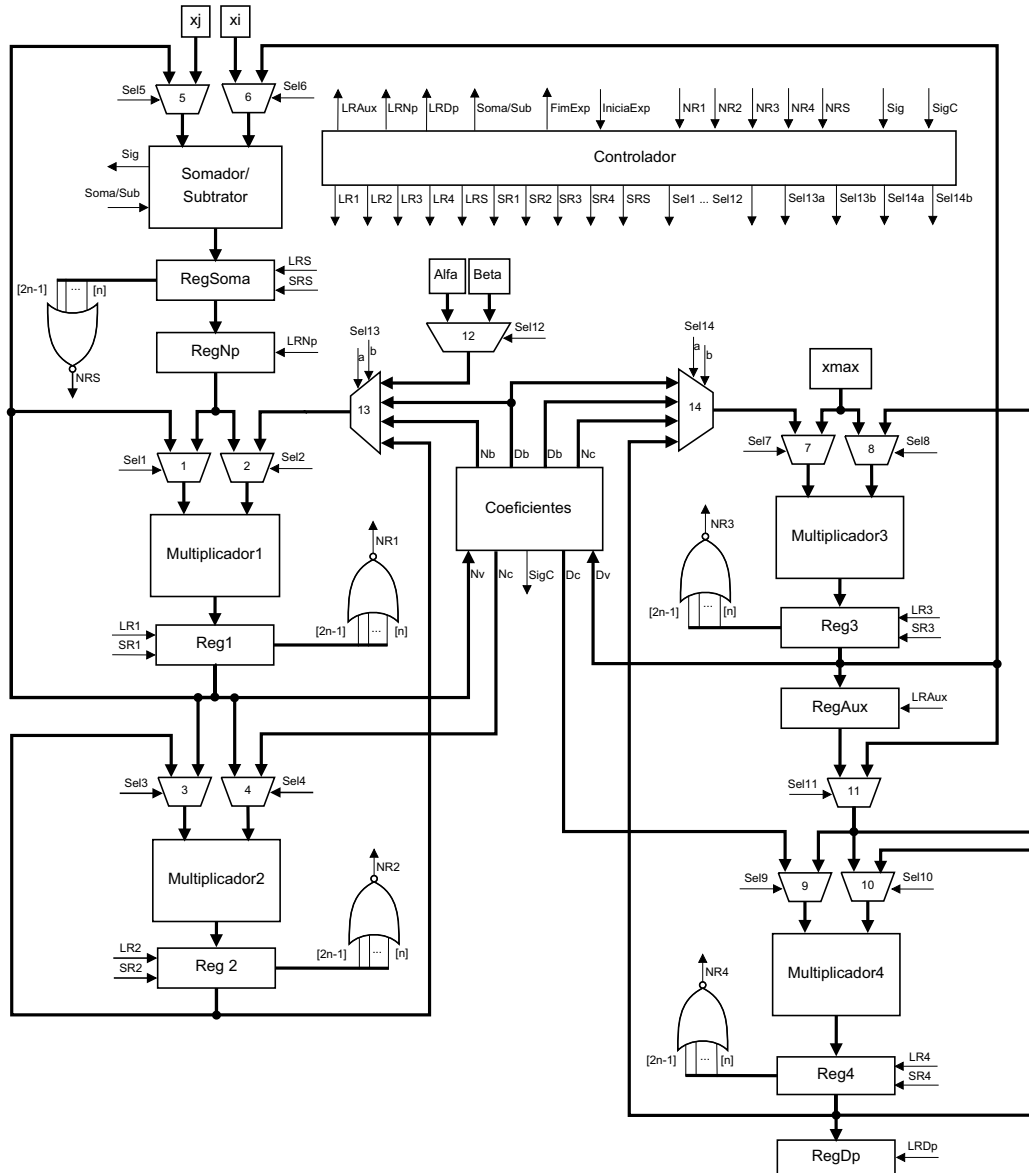 xj xi
Sel5 5 6 Sel6
LRAux LRNp LRDp Soma/Sub FimExp IniciaExp NR1 NR2 NR3 NR4 NRS Sig SigC
Controlador
LR1 LR2 LR3 LR4 LRS SR1 SR2 SR3 SR4 SRS Sel1 ... Sel12 Sel13a Sel13b Sel14a Sel14b
Sig
Somador/
Subtrator
Soma/Sub
RegSoma
LRS
SRS
[2n-1] ... [n]
NRS
RegNp
LRNp
Alfa Beta
12 Sel12
Sel13
a b
13
Sel14
a b
14
xmax
Sel1 1 2 Sel2
Sel7 7 8 Sel8
Nb Db Db Nc
Coeficientes
Nv Nc SigC Dc Dv
Multiplicador1
NR1
[2n-1] ... [n]
LR1
SR1
Reg1
Multiplicador3
NR3
[2n-1] ... [n]
Reg3
LR3
SR3
RegAux
LRAux
Sel3 3 4 Sel4
Sel11 11
Multiplicador2
NR2
[2n-1] ... [n]
LR2
SR2
Reg 2
Sel9 9 10 Sel10
Multiplicador4
NR4
[2n-1] ... [n]
Reg4
LR4
SR4
RegDp
LRDp